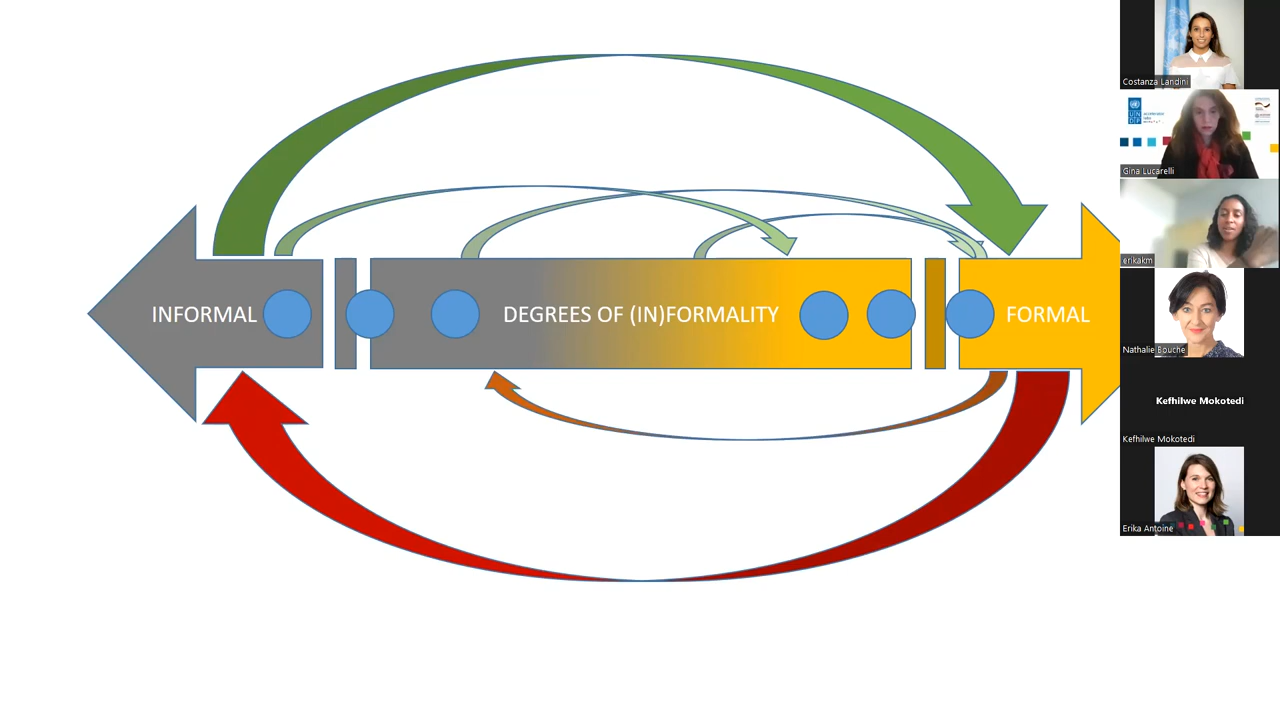 INFORMAL
DEGREES OF (IN)FORMALITY
FORMAL
Costanza Landini
Gina Lucarelli
erikakm
Nathalie Bouche
Kefhilwe Mokotedi
Kefhilwe Mokotedi
Erika Antoine